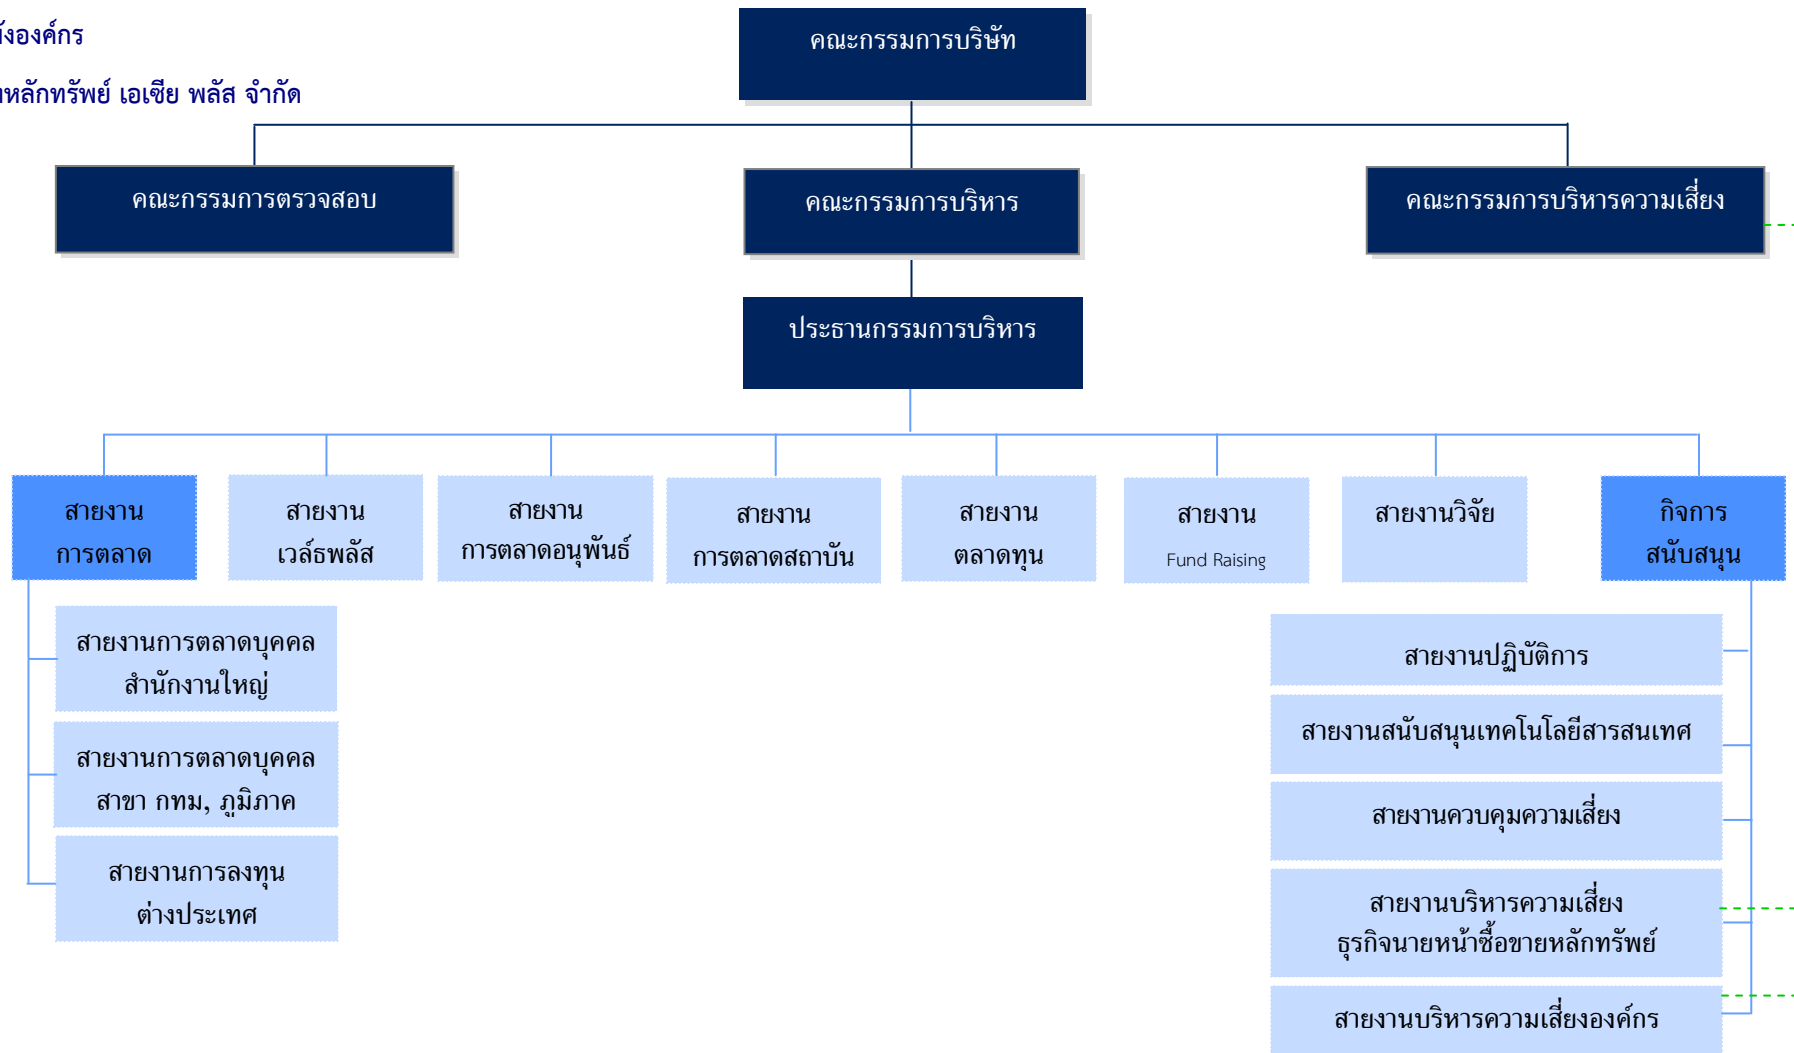 ังองค์กร
หลักทรัพย์ เอเซีย พลัส จำกัด
คณะกรรมการบริษัท
คณะกรรมการตรวจสอบ
คณะกรรมการบริหาร
คณะกรรมการบริหารความเสี่ยง
ประธานกรรมการบริหาร
สายงาน
การตลาด
สายงาน
เวล์ธพลัส
สายงาน
การตลาดอนุพันธ์
สายงาน
การตลาดสถาบัน
สายงาน
ตลาดทุน
สายงาน
Fund Raising
สายงานวิจัย
กิจการ
สนับสนุน
สายงานการตลาดบุคคล
สำนักงานใหญ่
สายงานการตลาดบุคคล
สาขา กทม, ภูมิภาค
สายงานการลงทุน
ต่างประเทศ
สายงานปฏิบัติการ
สายงานสนับสนุนเทคโนโลยีสารสนเทศ
สายงานควบคุมความเสี่ยง
สายงานบริหารความเสี่ยง
ธุรกิจนายหน้าซื้อขายหลักทรัพย์
สายงานบริหารความเสี่ยงองค์กร